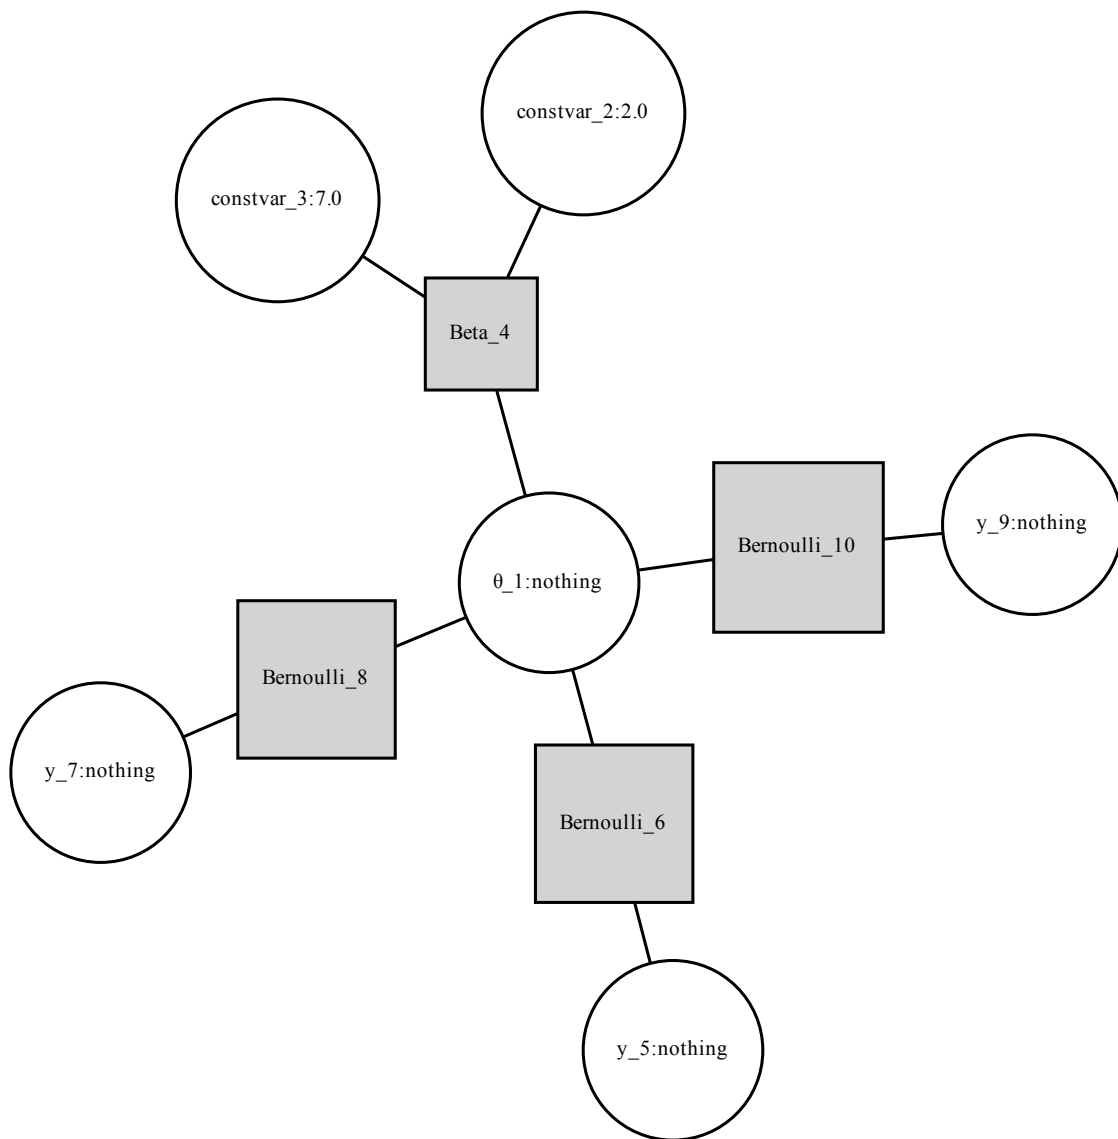 constvar_2:2.0
constvar_3:7.0
Beta_4
y_9:nothing
Bernoulli_10
θ_1:nothing
Bernoulli_8
y_7:nothing
Bernoulli_6
y_5:nothing